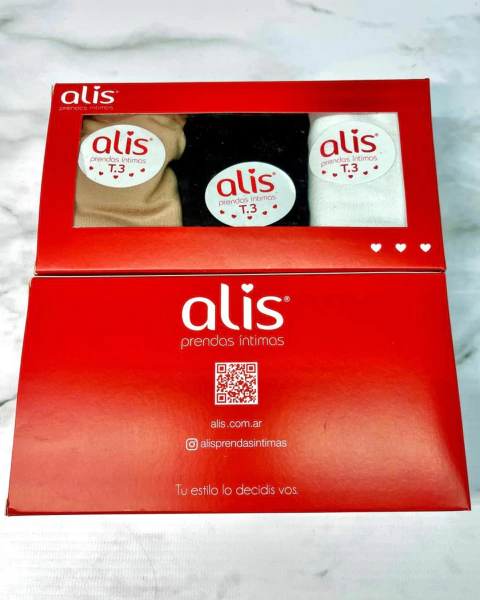 alis®
prendas íntimas
alis®
prendas íntimas
T.3
alis®
prendas íntimas
T.3
alis®
prendas íntimas
T.3
alis®
prendas íntimas
alis.com.ar
alisprendasintimas
Tu estilo lo decidís vos.